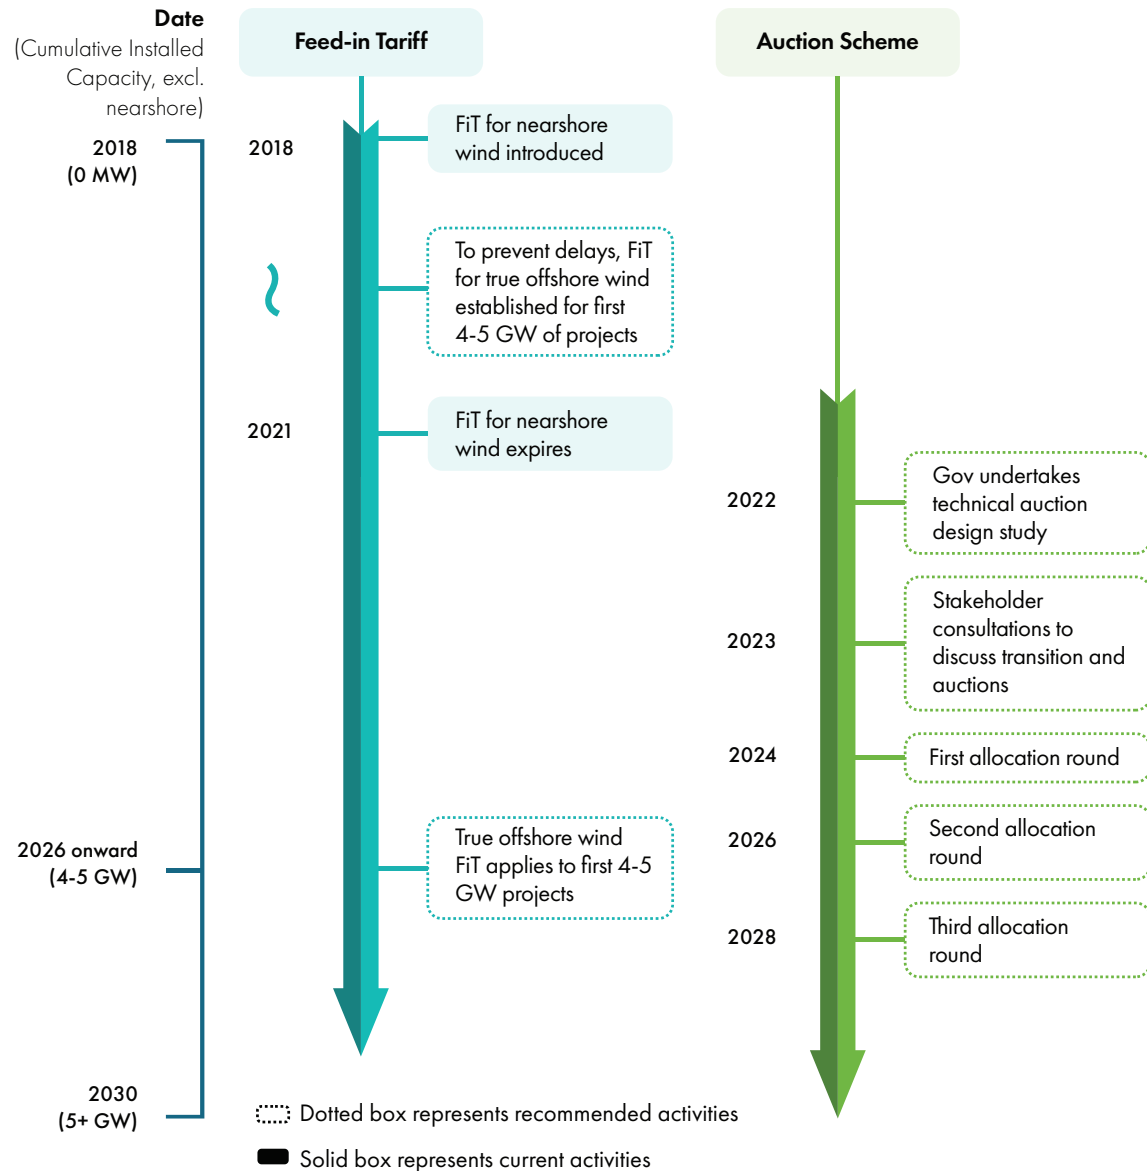 Date
(Cumulative Installed
Capacity, excl.
nearshore)
2018
(0 MW)
2026 onward
(4-5 GW)
2030
(5+ GW)
Feed-in Tariff
2018
FiT for nearshore
wind introduced
To prevent delays, FiT
for true offshore wind
established for first
4-5 GW of projects
2021
FiT for nearshore
wind expires
True offshore wind
FiT applies to first 4-5
GW projects
Auction Scheme
2022
Gov undertakes
technical auction
design study
2023
Stakeholder
consultations to
discuss transition and
auctions
2024
First allocation round
2026
Second allocation
round
2028
Third allocation
round
Dotted box represents recommended activities
Solid box represents current activities